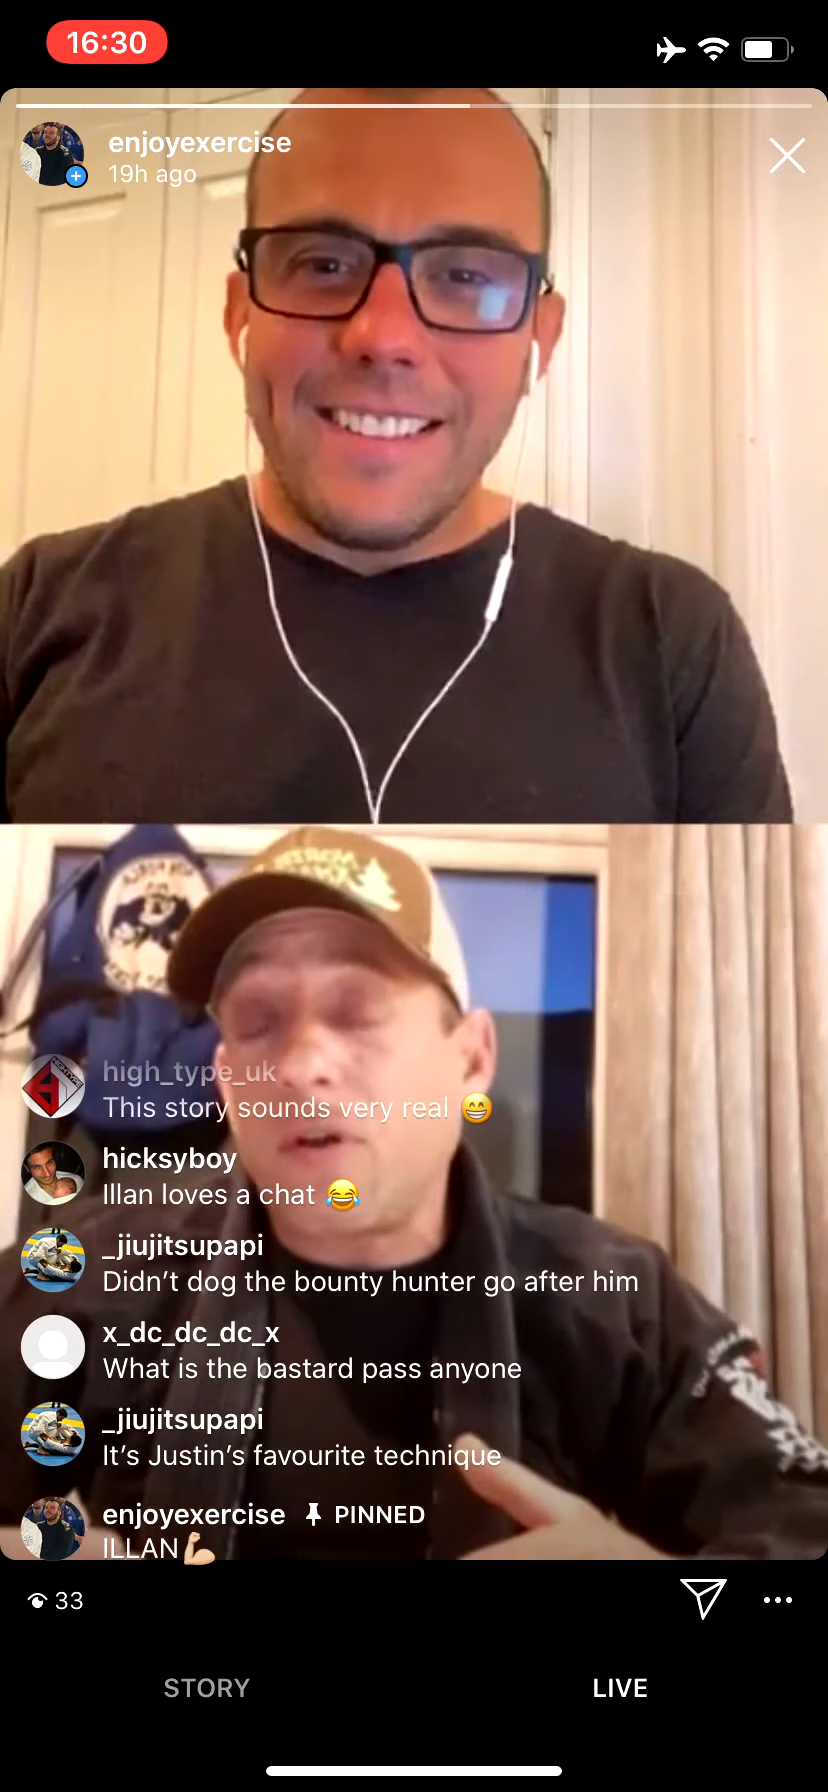 16:30
enjoyexercise
19h ago
high_type_uk
This story sounds very real 😁
hicksyboy
Illan loves a chat 😂
_jiujitsupapi
Didn't dog the bounty hunter go after him
x_dc_dc_dc_x
What is the bastard pass anyone
_jiujitsupapi
It's Justin's favourite technique
enjoyexercise PINNED
ILLAN💪🏻
33
STORY
LIVE